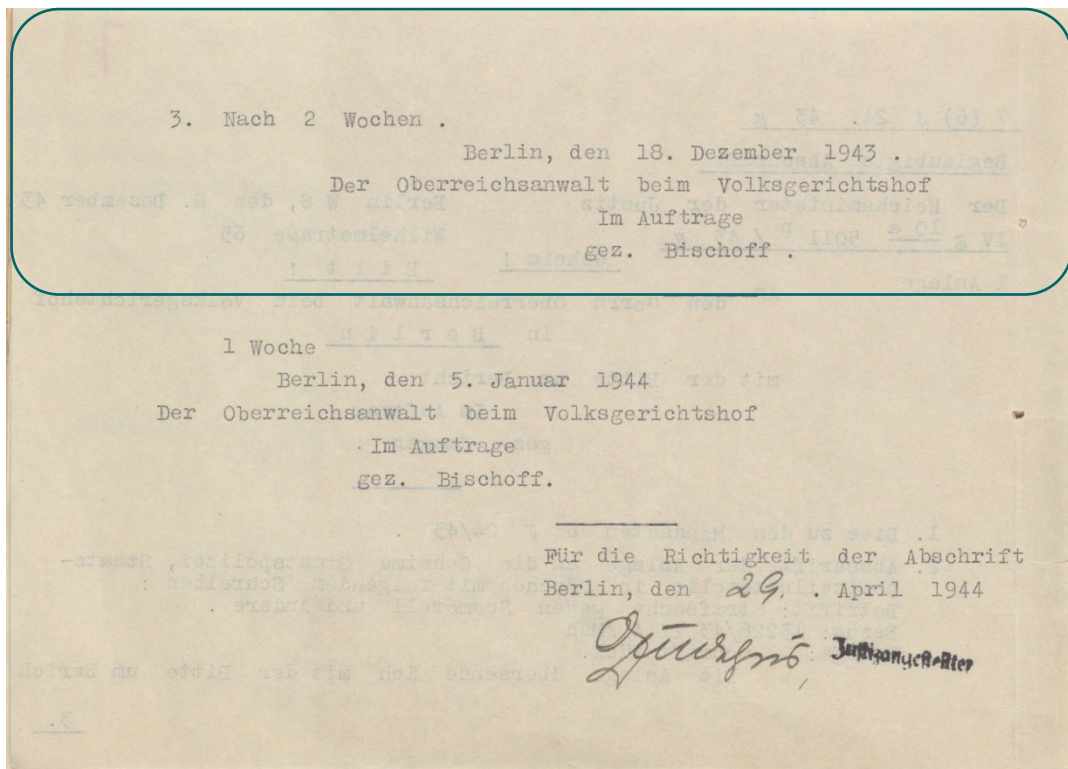 3. Nach 2 Wochen .
Berlin, den 18. Dezember 1943 .
Der Oberreichsanwalt beim Volksgerichtshof
Im Auftrage
gez. Bischoff .
1 Woche
Berlin, den 5. Januar 1944
Der Oberreichsanwalt beim Volksgerichtshof
Im Auftrage
gez. Bischoff.
Für die Richtigkeit der Abschrift
Berlin, den 29. . April 1944
Justizangestellter